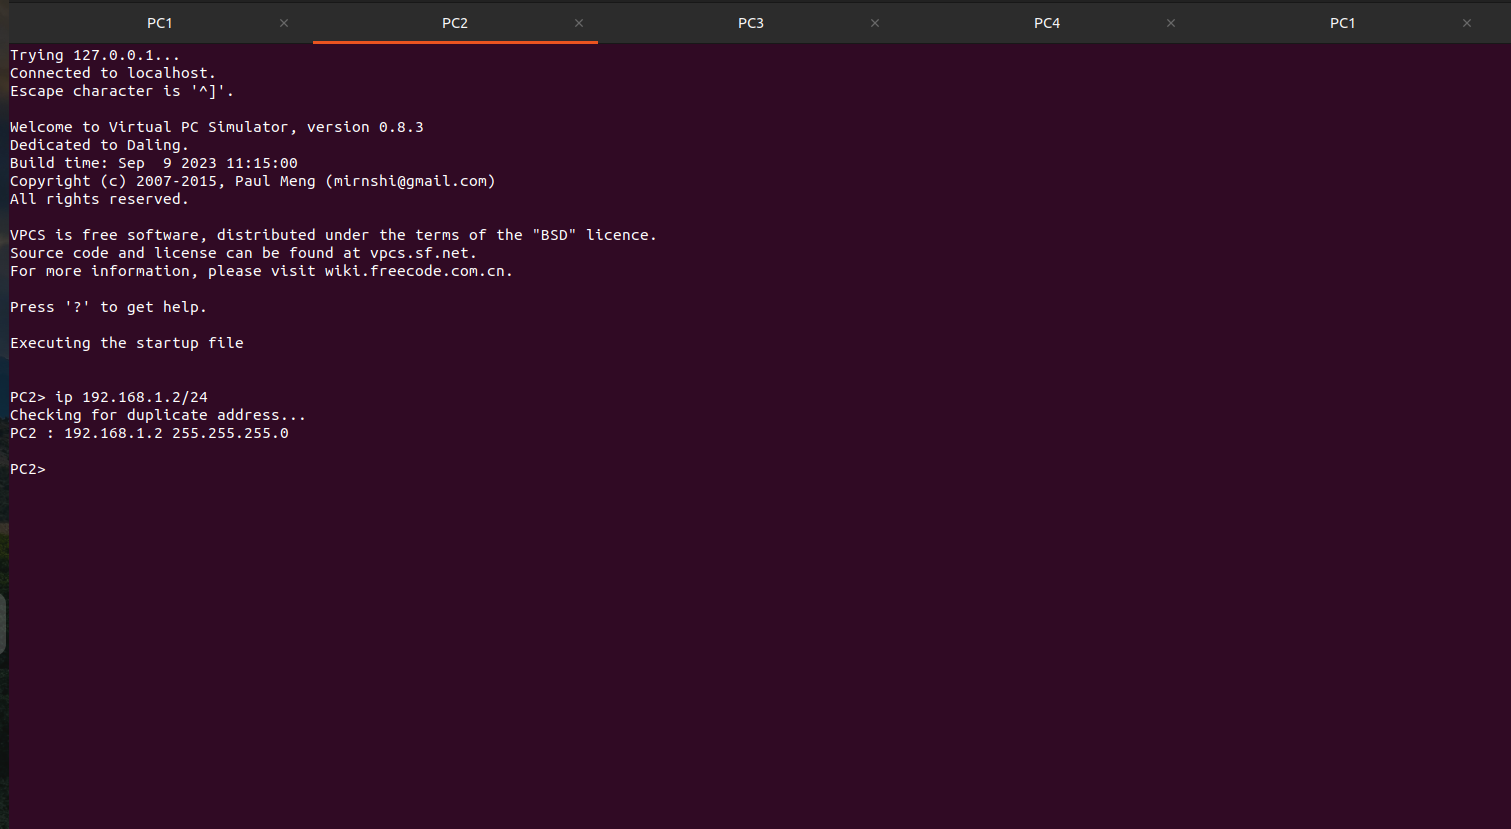 PC1 × PC2 × PC3 × PC4 × PC1 ×
Trying 127.0.0.1...
Connected to localhost.
Escape character is '^]'.
Welcome to Virtual PC Simulator, version 0.8.3
Dedicated to Daling.
Build time: Sep  9 2023 11:15:00
Copyright (c) 2007-2015, Paul Meng (mirnshi@gmail.com)
All rights reserved.
VPCS is free software, distributed under the terms of the "BSD" licence.
Source code and license can be found at vpcs.sf.net.
For more information, please visit wiki.freecode.com.cn.
Press '?' to get help.
Executing the startup file
PC2> ip 192.168.1.2/24
Checking for duplicate address...
PC2 : 192.168.1.2 255.255.255.0
PC2>